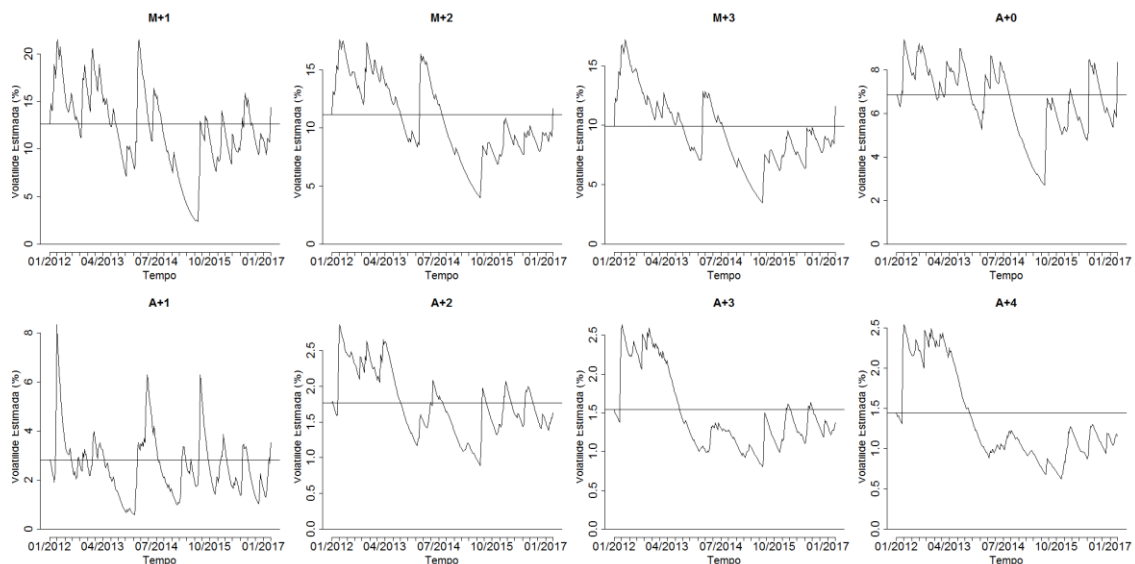 M+1
M+2
M+3
A+0
Volatilide Estimada (%)
0 5 10 15 20
01/2012 04/2013 07/2014 10/2015 01/2017
Tempo
Volatilide Estimada (%)
0 5 10 15
01/2012 04/2013 07/2014 10/2015 01/2017
Tempo
Volatilide Estimada (%)
0 5 10 15
01/2012 04/2013 07/2014 10/2015 01/2017
Tempo
Volatilide Estimada (%)
0 2 4 6 8
01/2012 04/2013 07/2014 10/2015 01/2017
Tempo
A+1
A+2
A+3
A+4
Volatilide Estimada (%)
0 2 4 6 8
01/2012 04/2013 07/2014 10/2015 01/2017
Tempo
Volatilide Estimada (%)
0.0 0.5 1.0 1.5 2.0 2.5
01/2012 04/2013 07/2014 10/2015 01/2017
Tempo
Volatilide Estimada (%)
0.0 0.5 1.0 1.5 2.0 2.5
01/2012 04/2013 07/2014 10/2015 01/2017
Tempo
Volatilide Estimada (%)
0.0 0.5 1.0 1.5 2.0 2.5
01/2012 04/2013 07/2014 10/2015 01/2017
Tempo